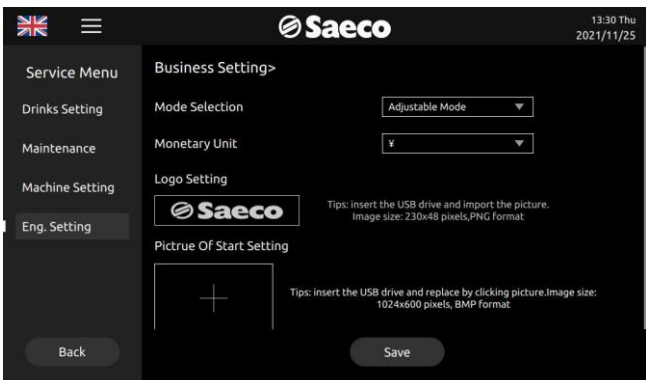 Saeco
13:30 Thu
2021/11/25
Service Menu
Drinks Setting
Maintenance
Machine Setting
Eng. Setting
Back
Business Setting>
Mode Selection
Adjustable Mode
Monetary Unit
¥
Logo Setting
Saeco
Tips: insert the USB drive and import the picture.
Image size: 230x48 pixels,PNG format
Pictrue Of Start Setting
Tips: insert the USB drive and replace by clicking picture.Image size:
1024x600 pixels, BMP format
Save